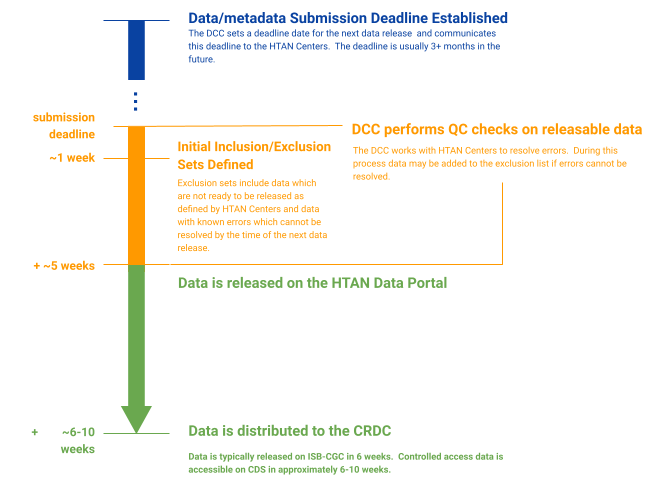 Data/metadata Submission Deadline Established
The DCC sets a deadline date for the next data release and communicates
this deadline to the HTAN Centers. The deadline is usually 3+ months in the
future.
submission
deadline
DCC performs QC checks on releasable data
The DCC works with HTAN Centers to resolve errors. During this
process data may be added to the exclusion list if errors cannot be
resolved.
~1 week
Initial Inclusion/Exclusion
Sets Defined
Exclusion sets include data which
are not ready to be released as
defined by HTAN Centers and data
with known errors which cannot be
resolved by the time of the next data
release.
+ ~5 weeks
Data is released on the HTAN Data Portal
+ ~6-10
weeks
Data is distributed to the CRDC
Data is typically released on ISB-CGC in 6 weeks. Controlled access data is
accessible on CDS in approximately 6-10 weeks.